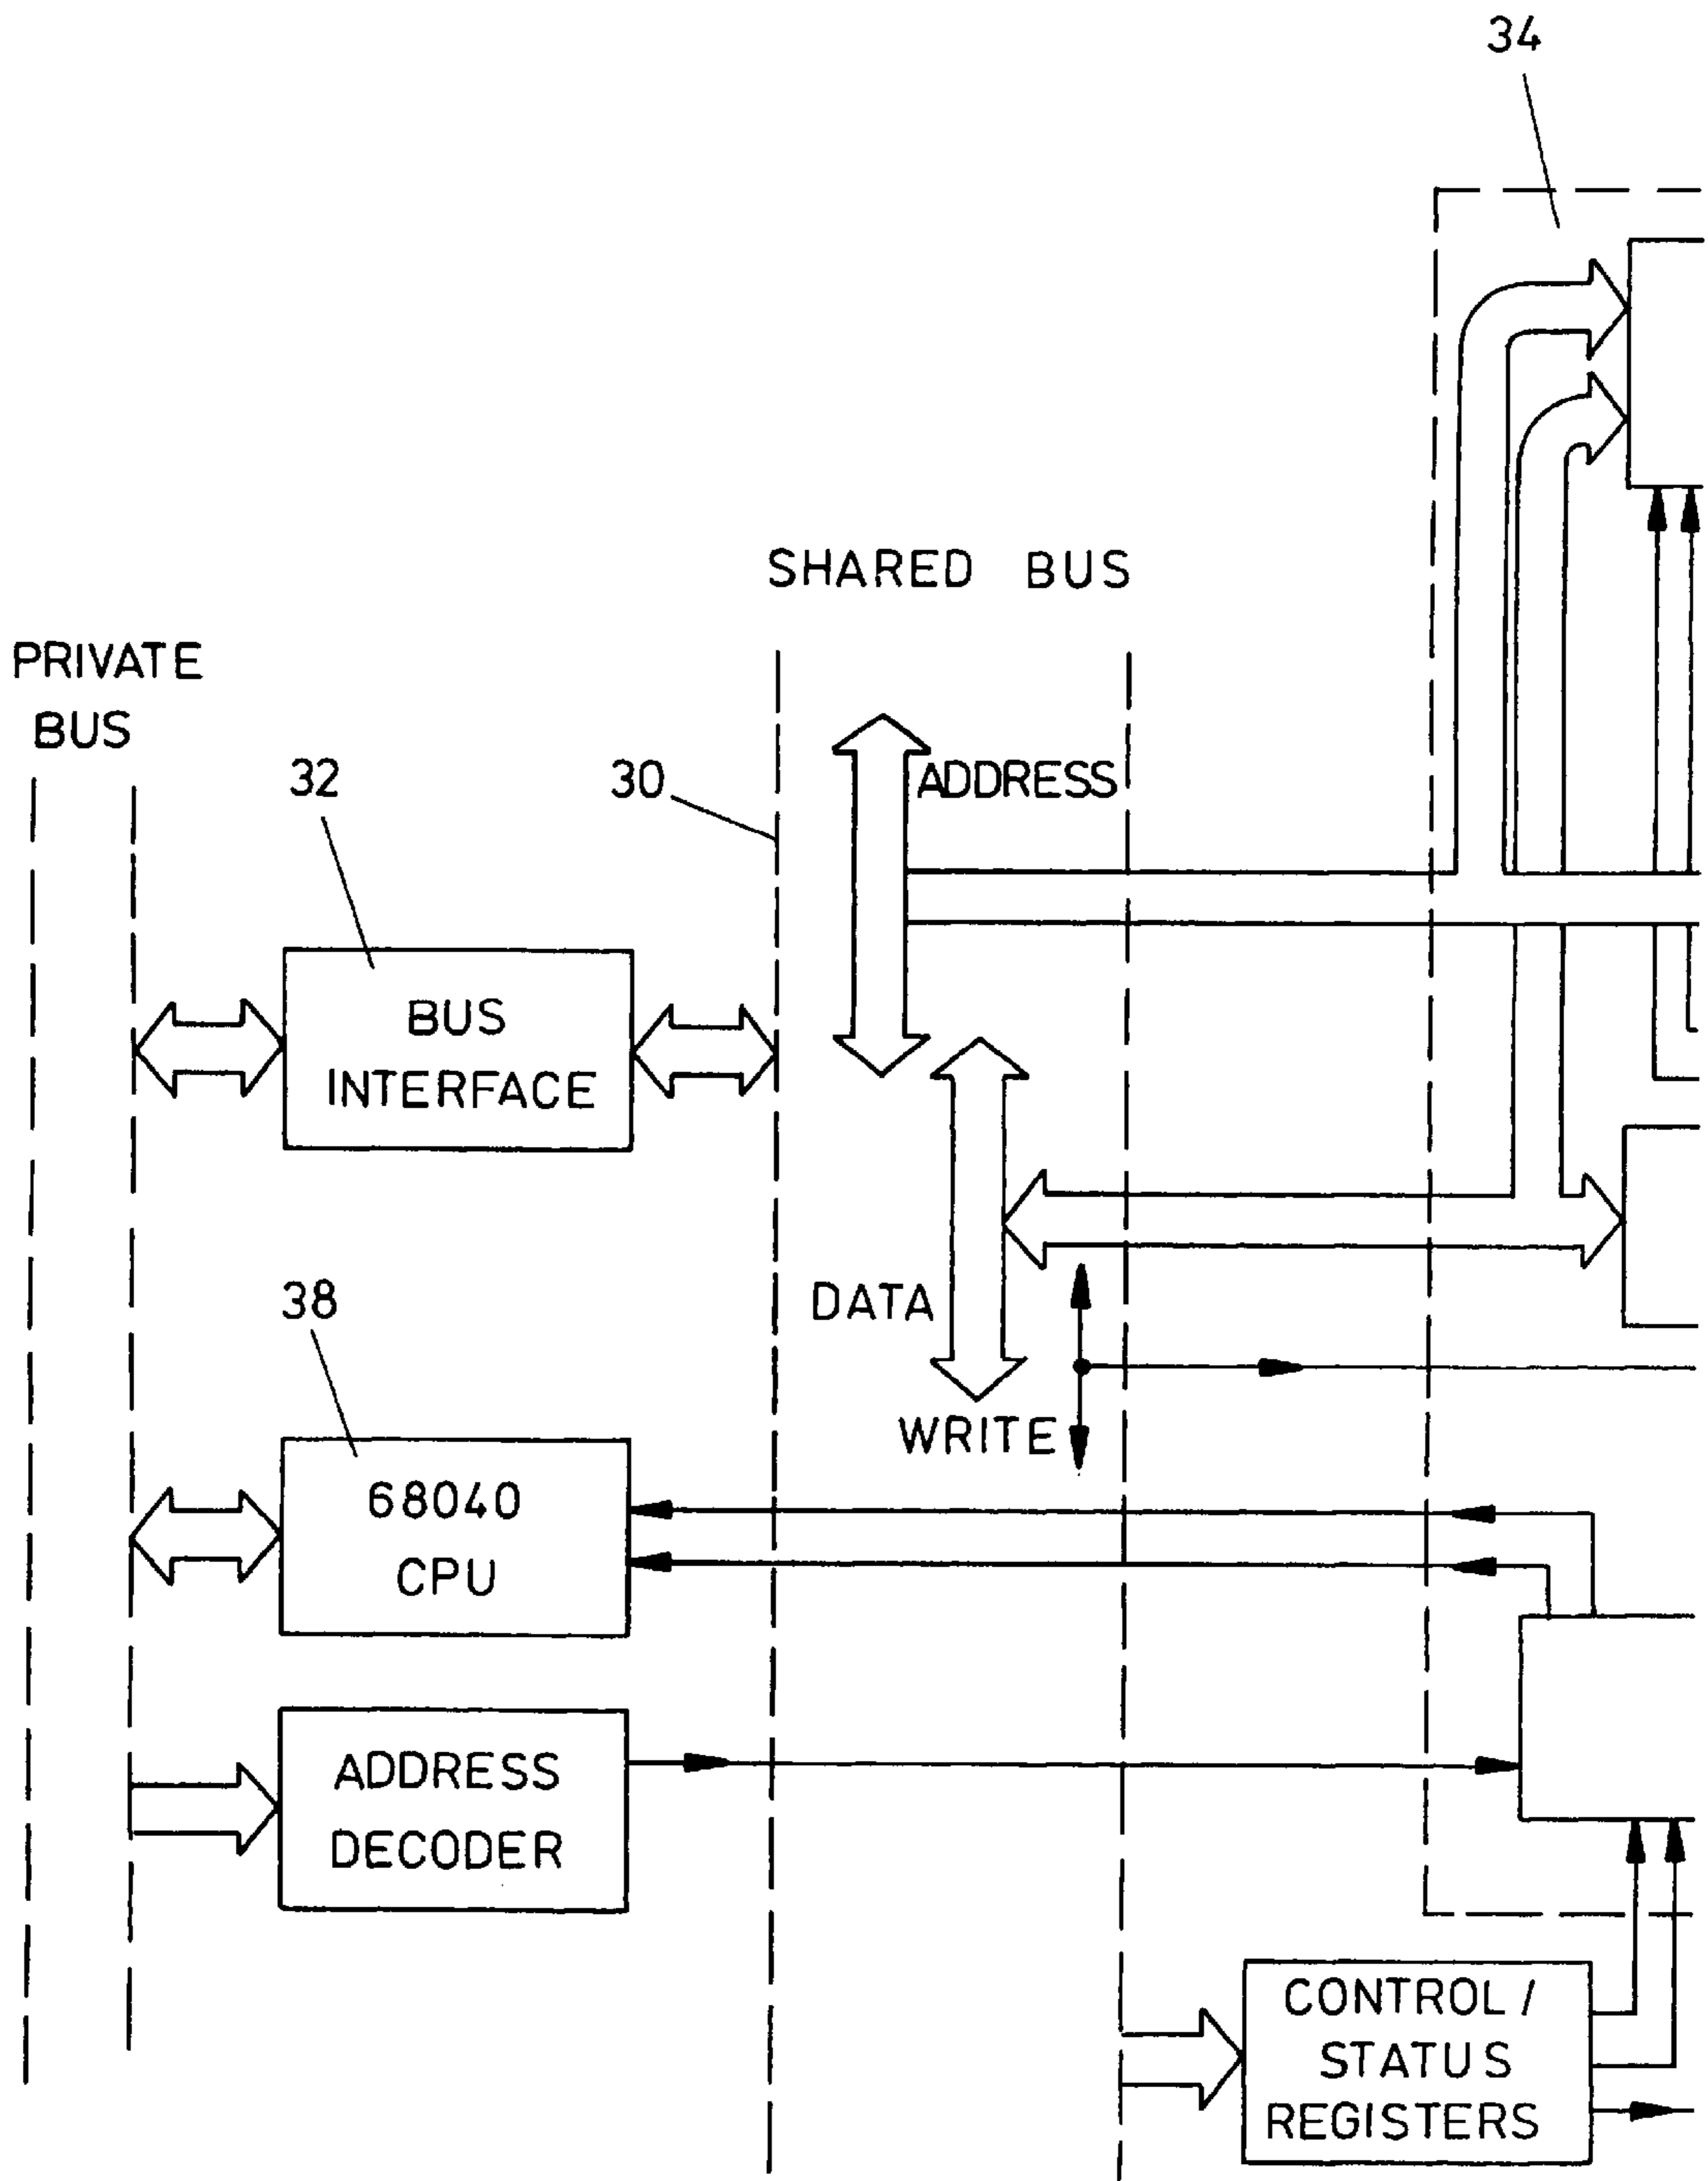 34
SHARED BUS
PRIVATE
BUS
32
30
ADDRESS
BUS
INTERFACE
38
DATA
WRITE
68040
CPU
ADDRESS
DECODER
CONTROL /
STATUS
REGISTERS